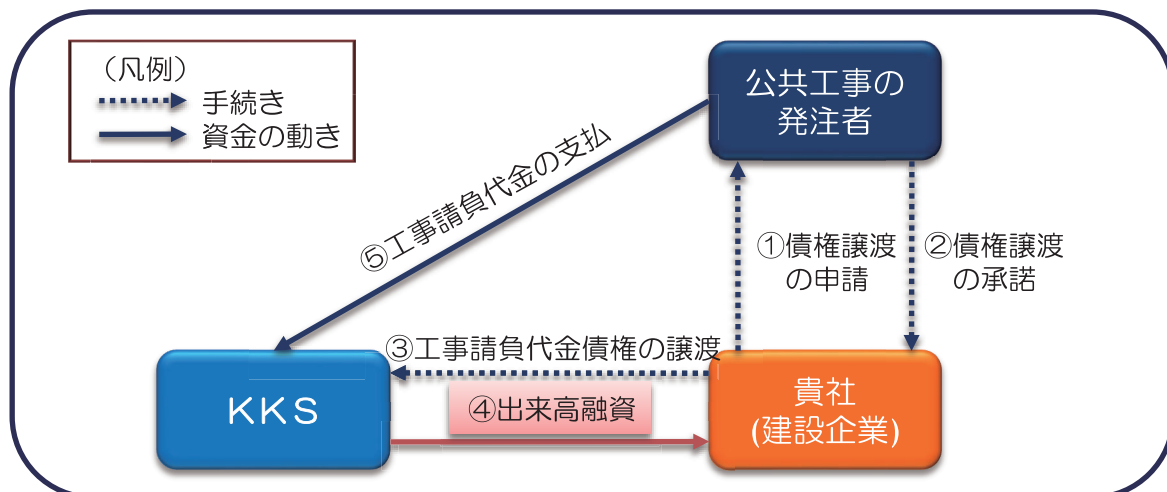 (凡例)
手続き
資金の動き
公共工事の
発注者
⑤工事請負代金の支払
①債権譲渡
の申請
②債権譲渡
の承諾
③工事請負代金債権の譲渡
④出来高融資
KKS
貴社
(建設企業)